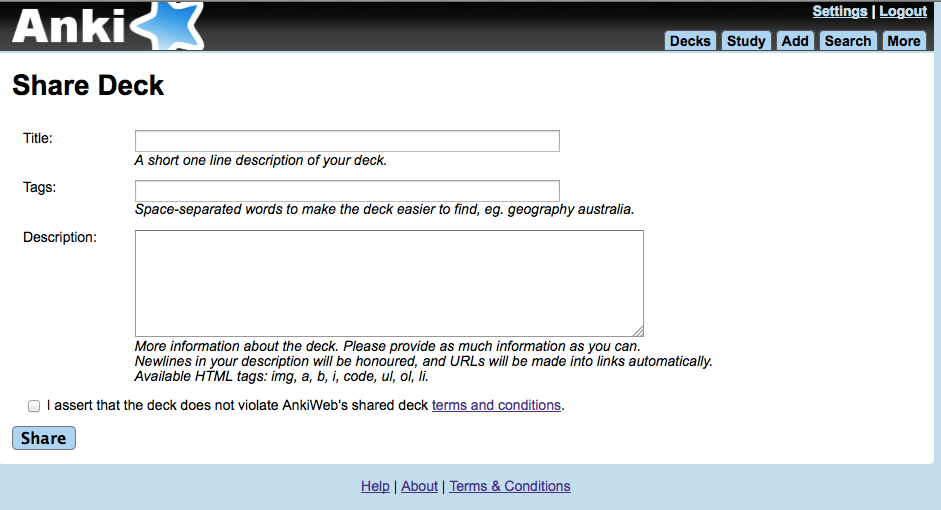 Anki
Settings | Logout
Decks Study Add Search More
Share Deck
Title:
A short one line description of your deck.
Tags:
Space-separated words to make the deck easier to find, eg. geography australia.
Description:
More information about the deck. Please provide as much information as you can.
Newlines in your description will be honoured, and URLs will be made into links automatically.
Available HTML tags: img, a, b, i, code, ul, ol, li.
I assert that the deck does not violate AnkiWeb's shared deck terms and conditions.
Share
Help | About | Terms & Conditions